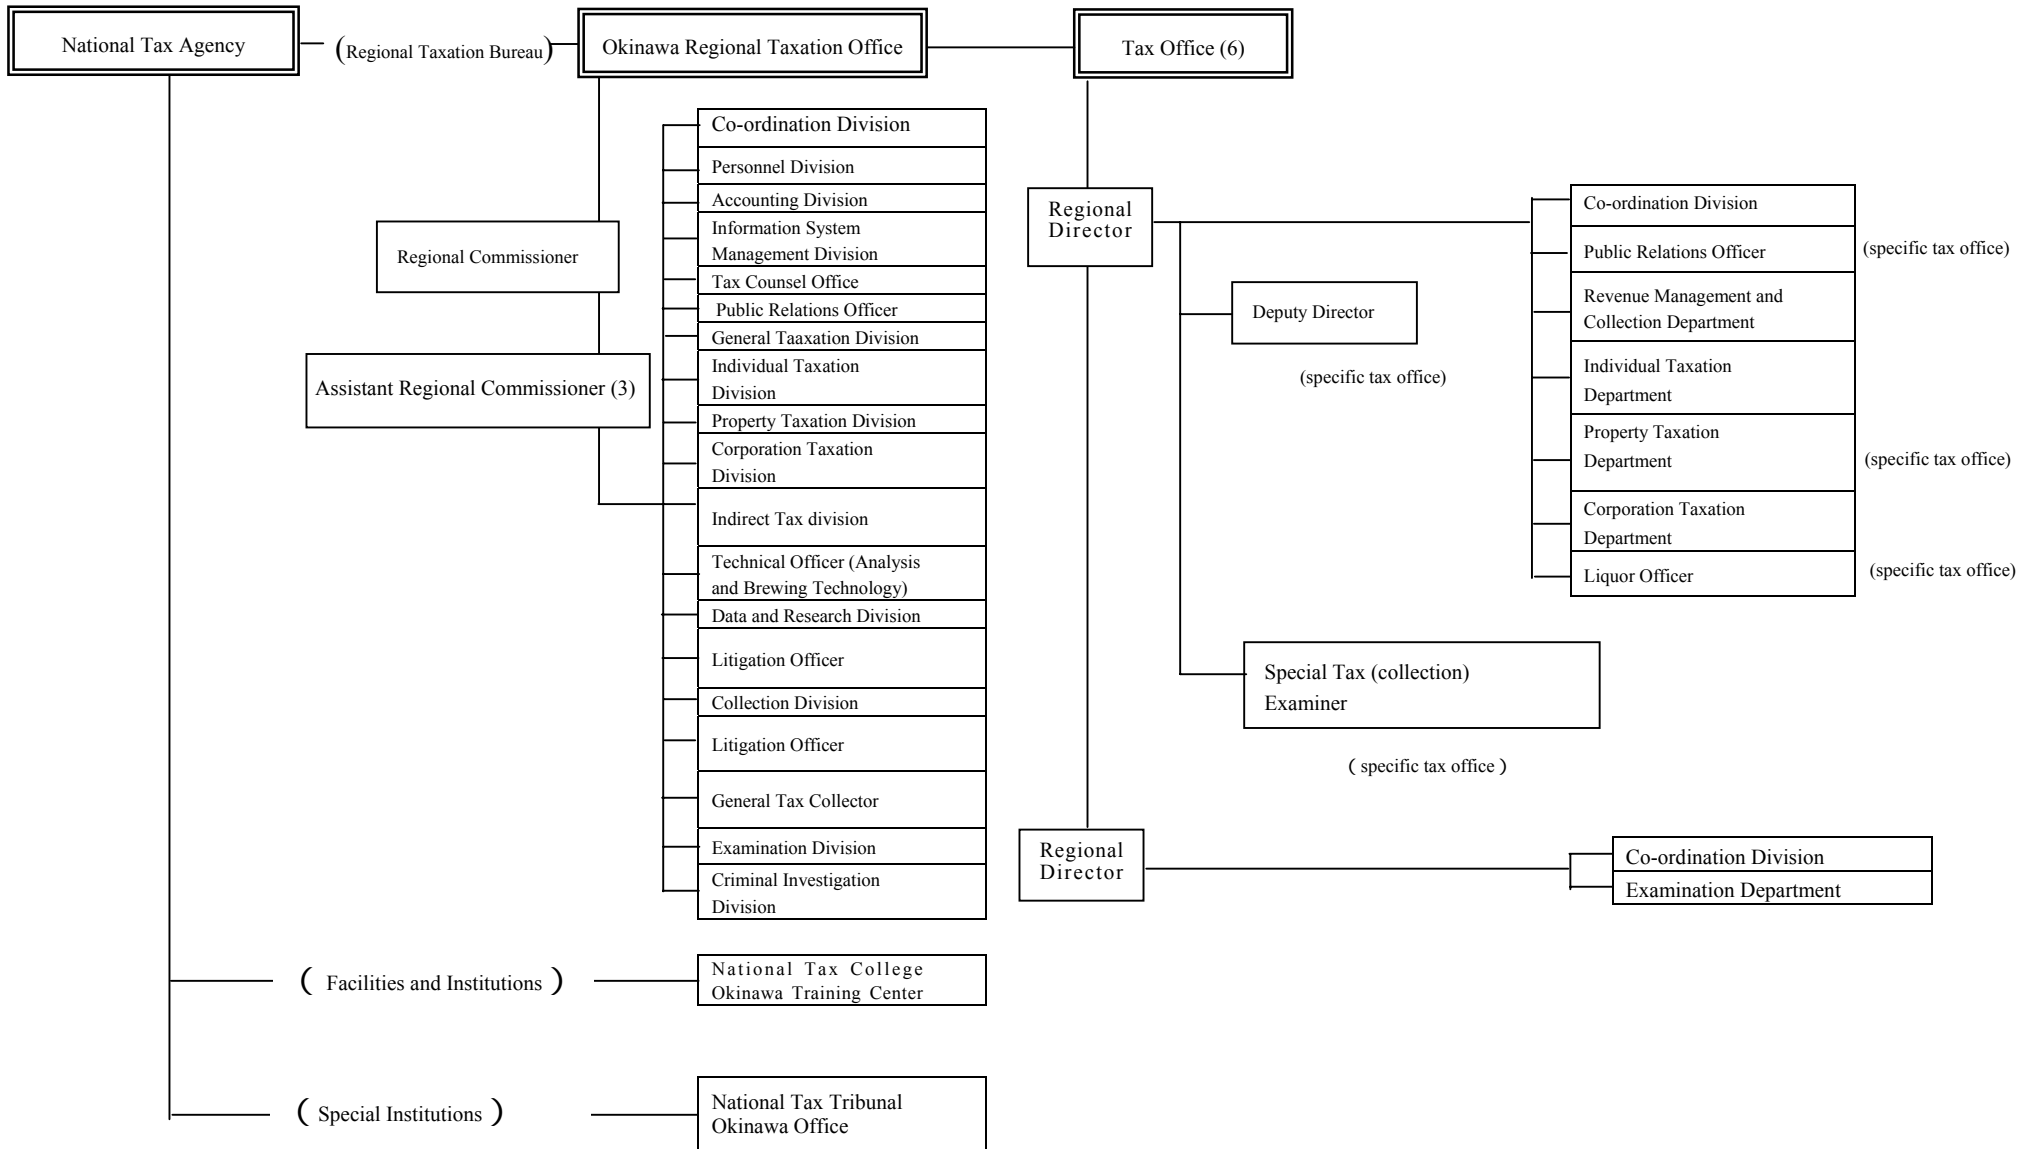 National Tax Agency
(Regional Taxation Bureau)
Okinawa Regional Taxation Office
Tax Office (6)
Regional Commissioner
Assistant Regional Commissioner (3)
Co-ordination Division
Personnel Division
Accounting Division
Information System
Management Division
Tax Counsel Office
Public Relations Officer
General Taaxation Division
Individual Taxation
Division
Property Taxation Division
Corporation Taxation
Division
Indirect Tax division
Technical Officer (Analysis
and Brewing Technology)
Data and Research Division
Litigation Officer
Collection Division
Litigation Officer
General Tax Collector
Examination Division
Criminal Investigation
Division
Regional
Director
Deputy Director
(specific tax office)
Special Tax (collection)
Examiner
( specific tax office )
Co-ordination Division
Public Relations Officer
(specific tax office)
Revenue Management and
Collection Department
Individual Taxation
Department
Property Taxation
Department
(specific tax office)
Corporation Taxation
Department
Liquor Officer
(specific tax office)
Regional
Director
Co-ordination Division
Examination Department
( Facilities and Institutions )
National Tax College
Okinawa Training Center
( Special Institutions )
National Tax Tribunal
Okinawa Office